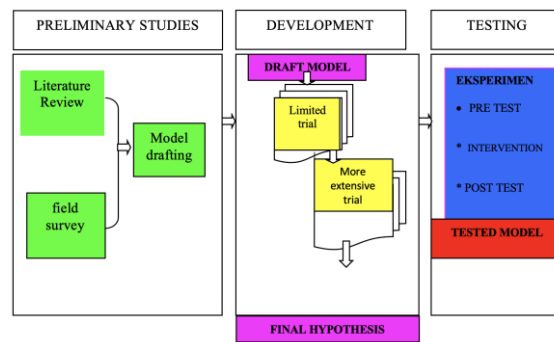 PRELIMINARY STUDIES
DEVELOPMENT
TESTING
Literature
Review
Model
drafting
field
survey
DRAFT MODEL
Limited
trial
More
extensive
trial
FINAL HYPOTHESIS
EKSPERIMEN
• PRE TEST
* INTERVENTION
* POST TEST
TESTED MODEL